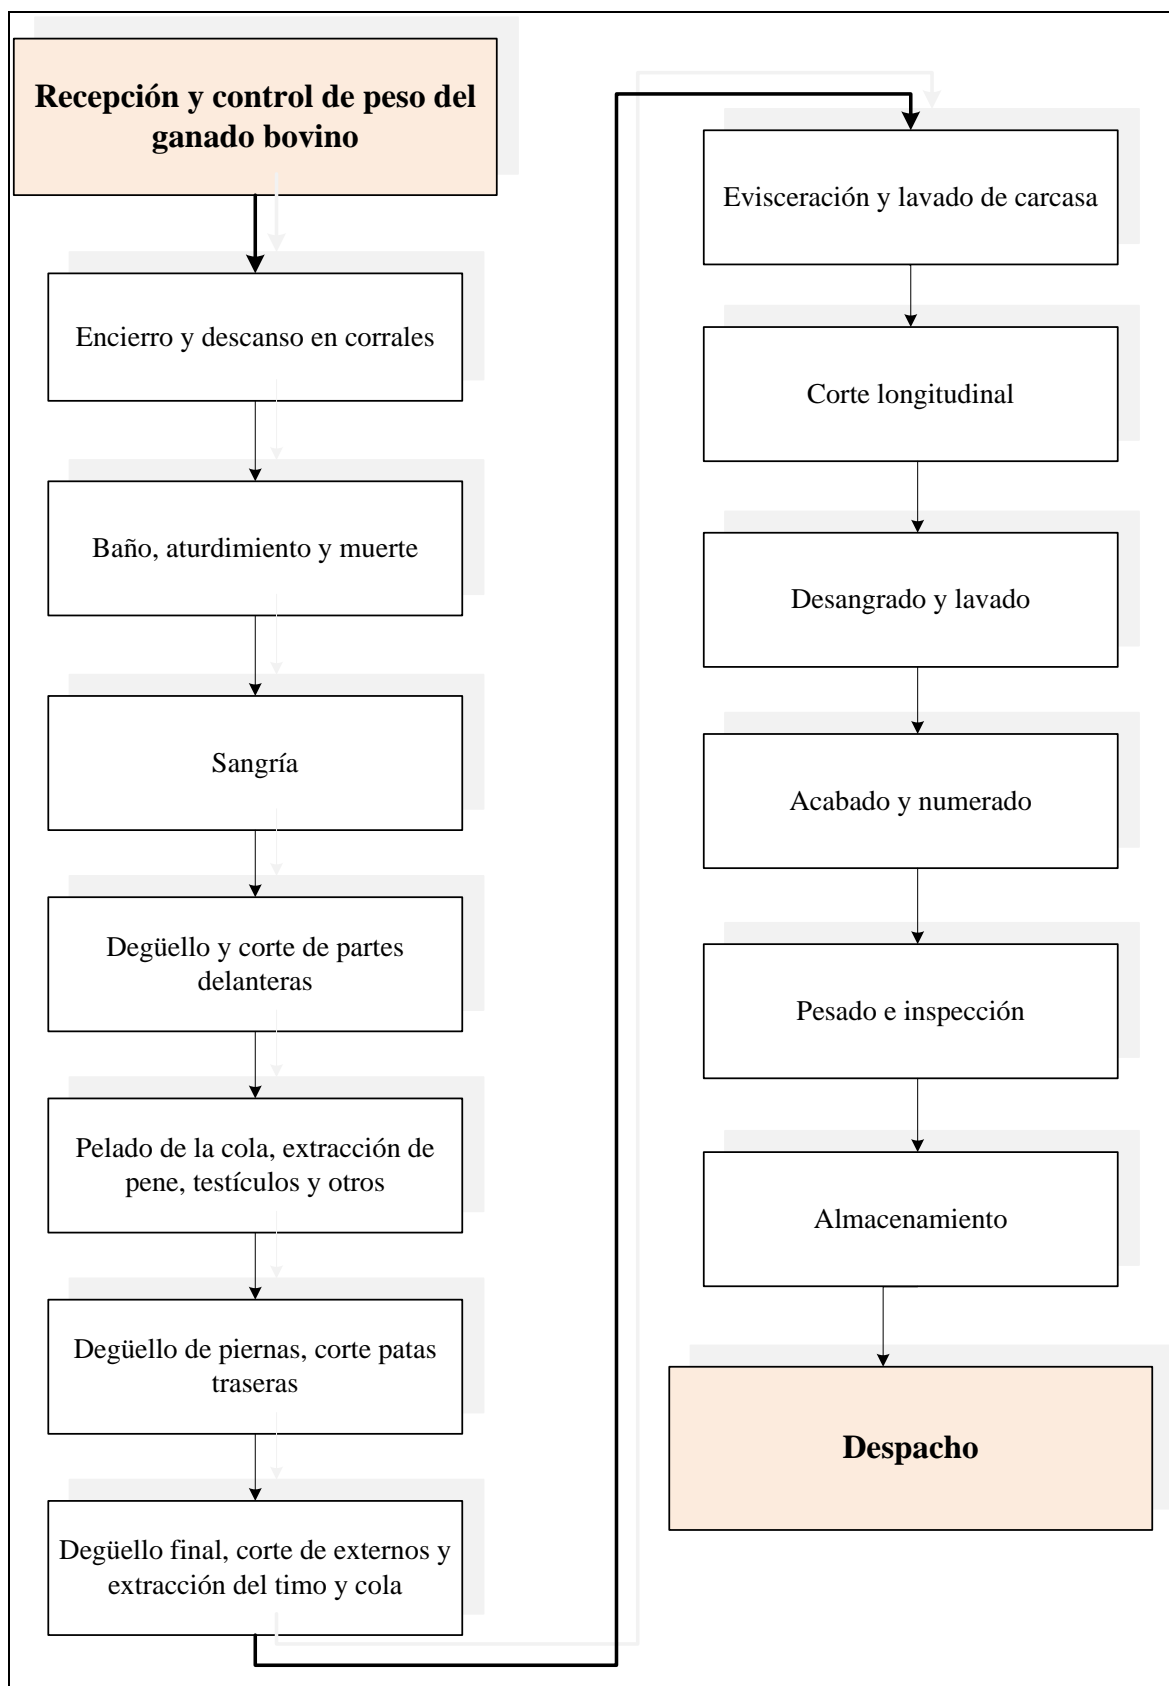 Recepción y control de peso del
ganado bovino
Encierro y descanso en corrales
Baño, aturdimiento y muerte
Sangría
Degüello y corte de partes
delanteras
Pelado de la cola, extracción de
pene, testículos y otros
Degüello de piernas, corte patas
traseras
Degüello final, corte de externos y
extracción del timo y cola
Evisceración y lavado de carcasa
Corte longitudinal
Desangrado y lavado
Acabado y numerado
Pesado e inspección
Almacenamiento
Despacho